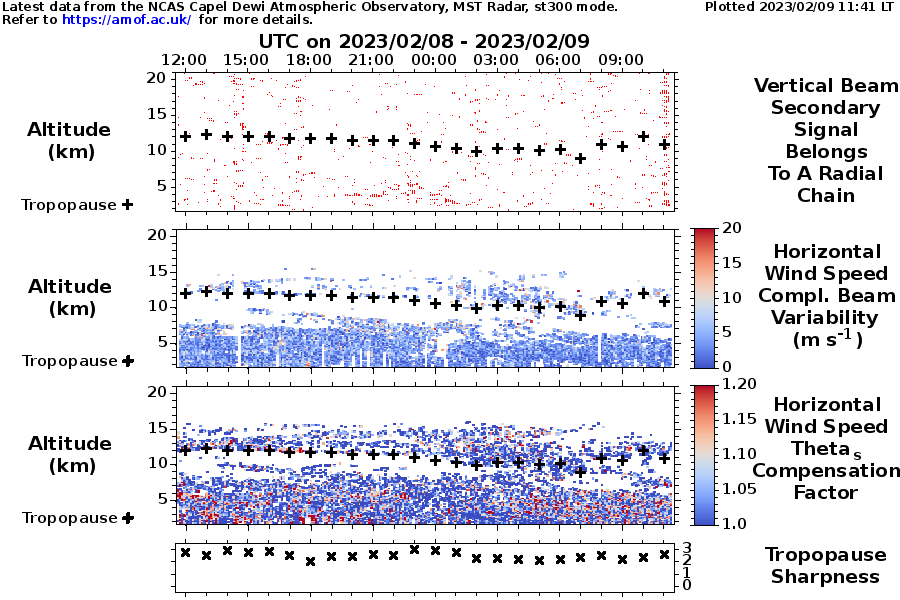 Latest data from the NCAS Capel Dewi Atmospheric Observatory, MST Radar, st300 mode.
Plotted 2023/02/09 11:41 LT
Refer to https://amof.ac.uk/ for more details.
UTC on 2023/02/08 - 2023/02/09
12:00 15:00 18:00 21:00 00:00 03:00 06:00 09:00
20
15
10
5
Altitude
(km)
Tropopause +
Vertical Beam
Secondary
Signal
Belongs
To A Radial
Chain
20
15
10
5
Altitude
(km)
Tropopause +
20
15
10
5
0
Horizontal
Wind Speed
Compl. Beam
Variability
(m s-1)
20
15
10
5
Altitude
(km)
Tropopause +
1.20
1.15
1.10
1.05
1.0
Horizontal
Wind Speed
Theta s
Compensation
Factor
3
2
1
0
Tropopause
Sharpness